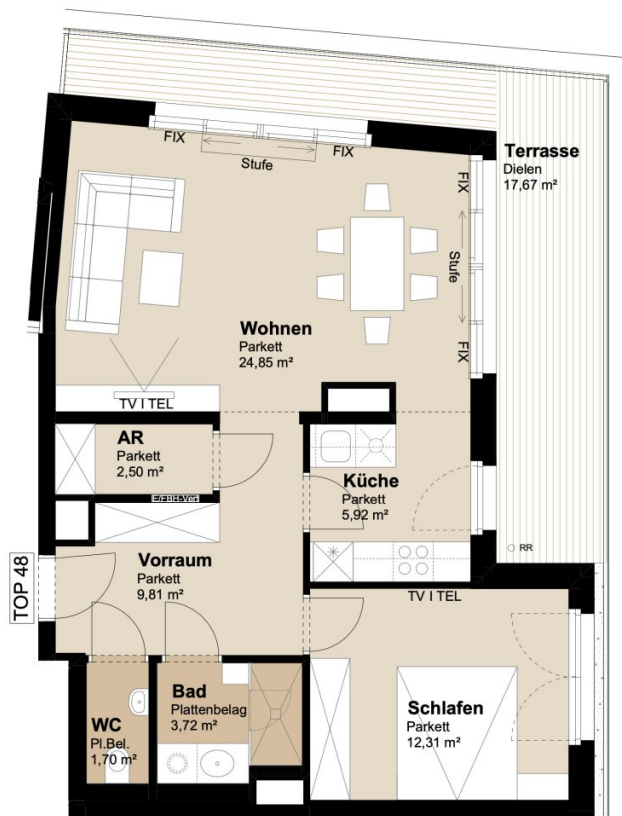 FIX
Stufe
FIX
Terrasse
Dielen
17,67 m²
FIX
Stufe
FIX
Wohnen
Parkett
24,85 m²
TV I TEL
AR
Parkett
2,50 m²
E/FBH-Vert
Küche
Parkett
5,92 m²
RR
TOP 48
Vorraum
Parkett
9,81 m²
TV I TEL
Bad
Plattenbelag
3,72 m²
WC
Pl.Bel.
1,70 m²
Schlafen
Parkett
12,31 m²